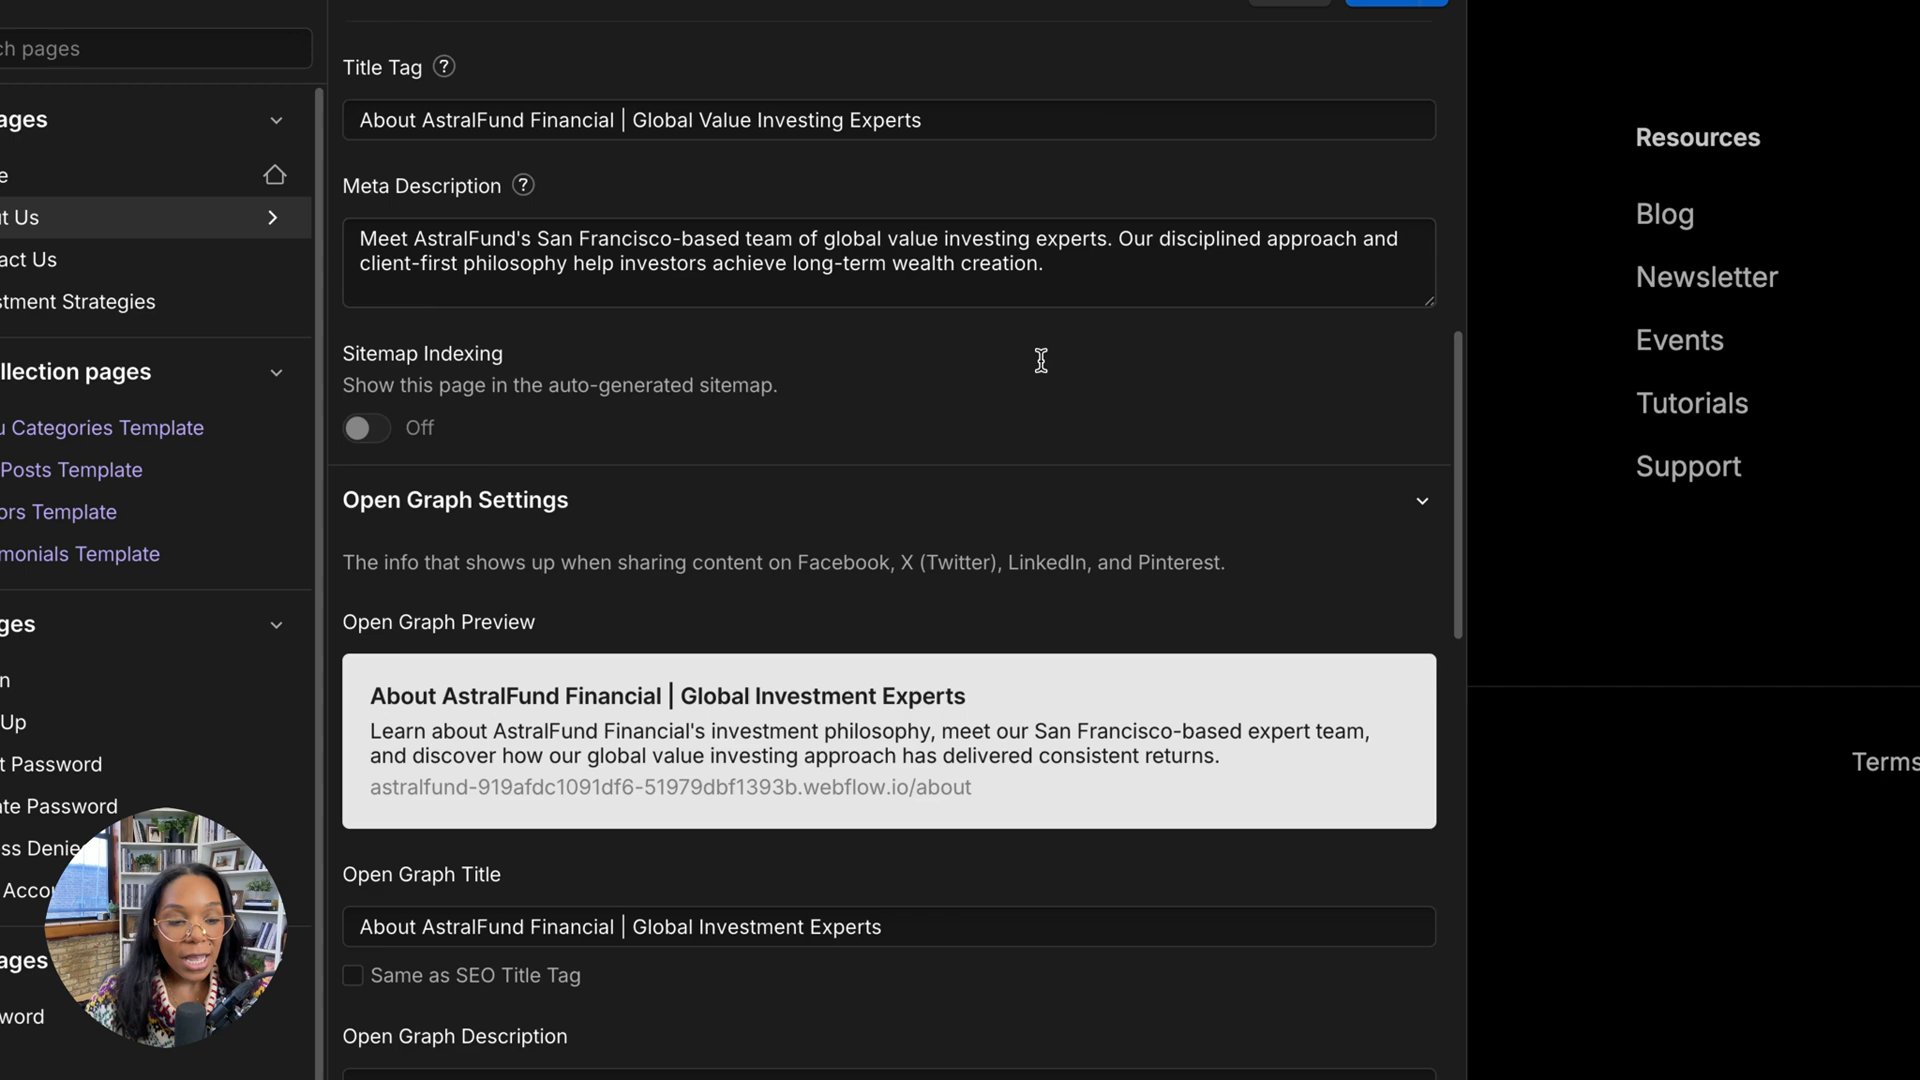 ch pages
ages
e
t Us
act Us
stment Strategies
llection pages
u Categories Template
Posts Template
ors Template
monials Template
ges
n
Up
t Password
ate Password
ss Denie
Accou
ages
word
Title Tag ?
About AstralFund Financial | Global Value Investing Experts
Meta Description ?
Meet AstralFund's San Francisco-based team of global value investing experts. Our disciplined approach and
client-first philosophy help investors achieve long-term wealth creation.
Sitemap Indexing
Show this page in the auto-generated sitemap.
Off
Open Graph Settings
The info that shows up when sharing content on Facebook, X (Twitter), LinkedIn, and Pinterest.
Open Graph Preview
About AstralFund Financial | Global Investment Experts
Learn about AstralFund Financial's investment philosophy, meet our San Francisco-based expert team,
and discover how our global value investing approach has delivered consistent returns.
astralfund-919afdc1091df6-51979dbf1393b.webflow.io/about
Open Graph Title
About AstralFund Financial | Global Investment Experts
Same as SEO Title Tag
Open Graph Description
Resources
Blog
Newsletter
Events
Tutorials
Support
Terms